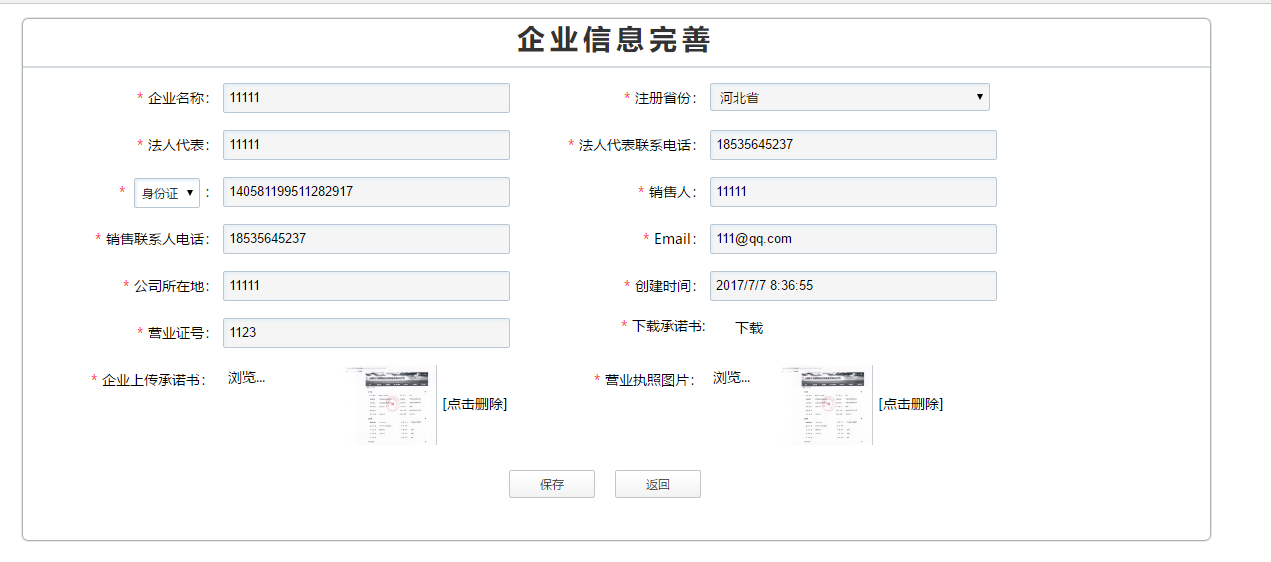 企业信息完善
* 企业名称： 11111 * 注册省份： 河北省
* 法人代表： 11111 * 法人代表联系电话： 18535645237
* 身份证 ： 140581199511282917 * 销售人： 11111
* 销售联系人电话： 18535645237 * Email： 111@qq.com
* 公司所在地： 11111 * 创建时间： 2017/7/7 8:36:55
* 营业证号： 1123 * 下载承诺书: 下载
* 企业上传承诺书： 浏览... [点击删除] * 营业执照图片： 浏览... [点击删除]
保存 返回